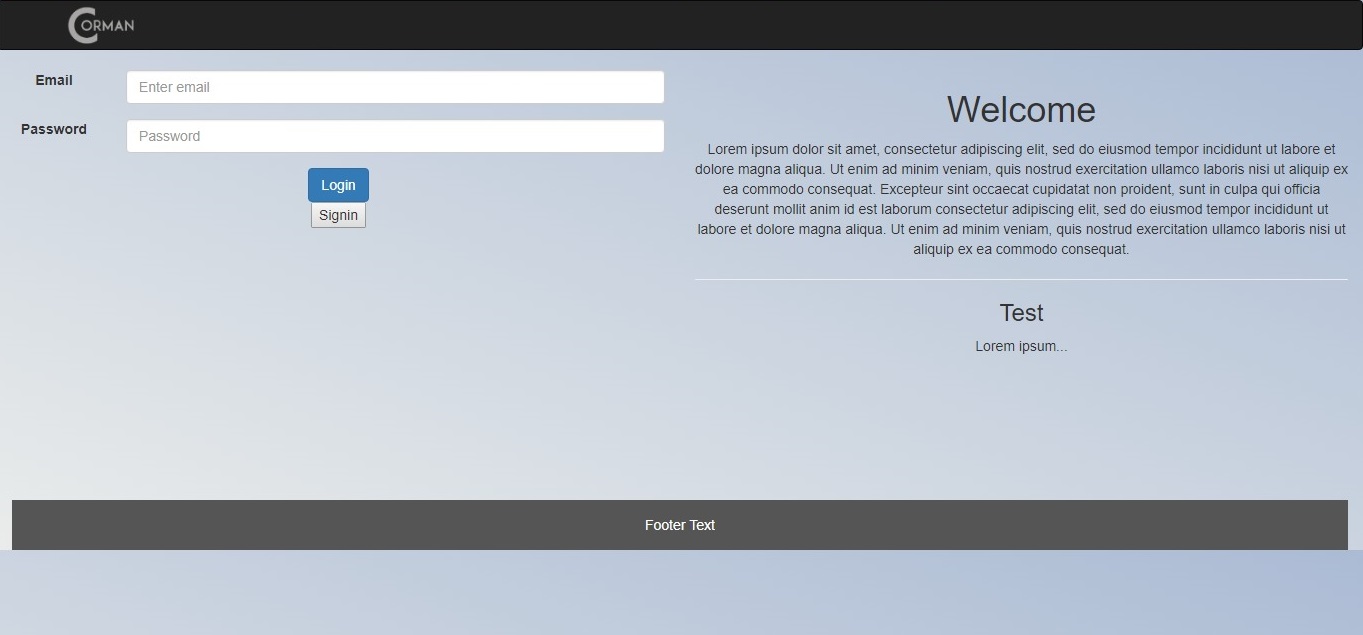 CORMAN
Email
Enter email
Password
Password
Login
Signin
Welcome
Lorem ipsum dolor sit amet, consectetur adipiscing elit, sed do eiusmod tempor incididunt ut labore et
dolore magna aliqua. Ut enim ad minim veniam, quis nostrud exercitation ullamco laboris nisi ut aliquip ex
ea commodo consequat. Excepteur sint occaecat cupidatat non proident, sunt in culpa qui officia
deserunt mollit anim id est laborum consectetur adipiscing elit, sed do eiusmod tempor incididunt ut
labore et dolore magna aliqua. Ut enim ad minim veniam, quis nostrud exercitation ullamco laboris nisi ut
aliquip ex ea commodo consequat.
Test
Lorem ipsum...
Footer Text